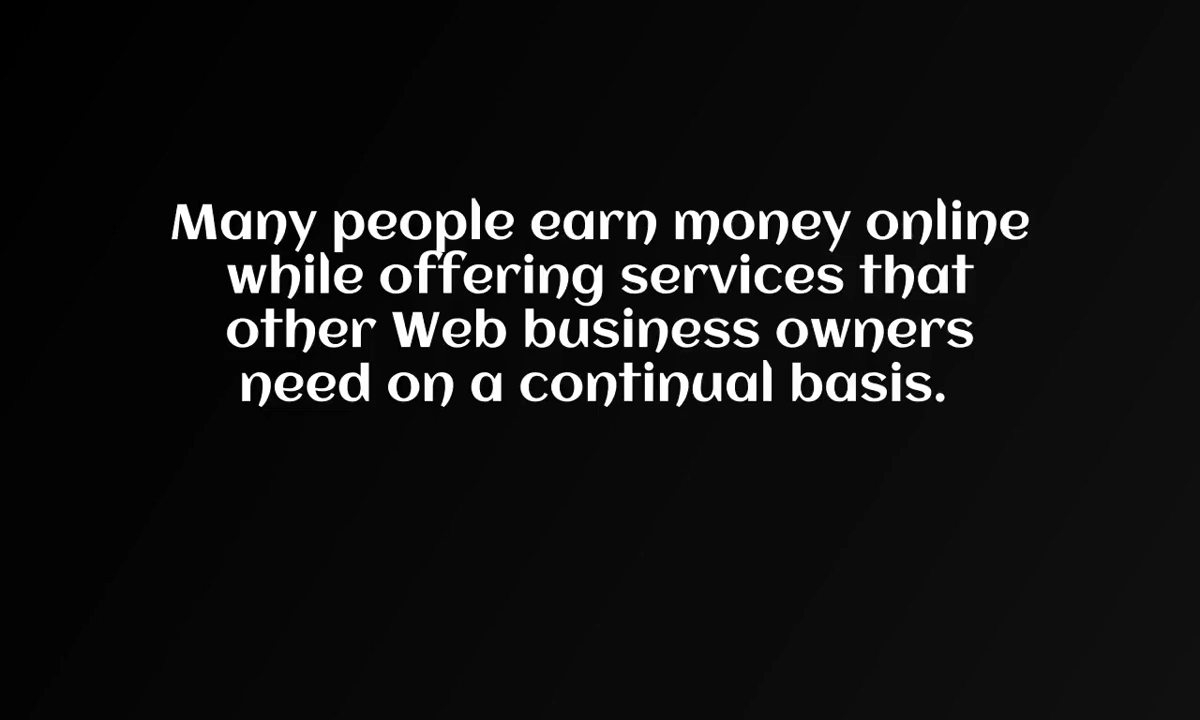 Many people earn money online
while offering services that
other Web business owners
need on a continual basis.